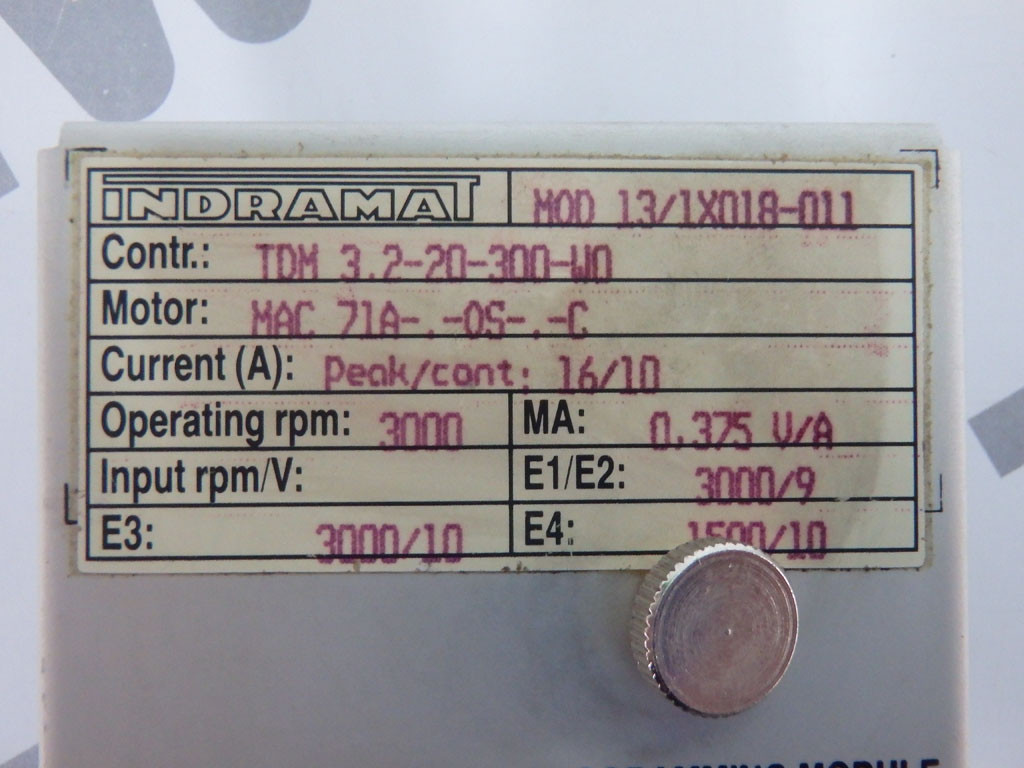 INDRAMAT MOD 13/1X018-011
Contr.: TDM 3.2-20-300-W0
Motor: MAC 71A-.-OS-.-C
Current (A): Peak/cont: 16/10
Operating rpm: 3000 MA: 0.375 V/A
Input rpm/V: E1/E2: 3000/9
E3: 3000/10 E4: 1500/10
MODULE